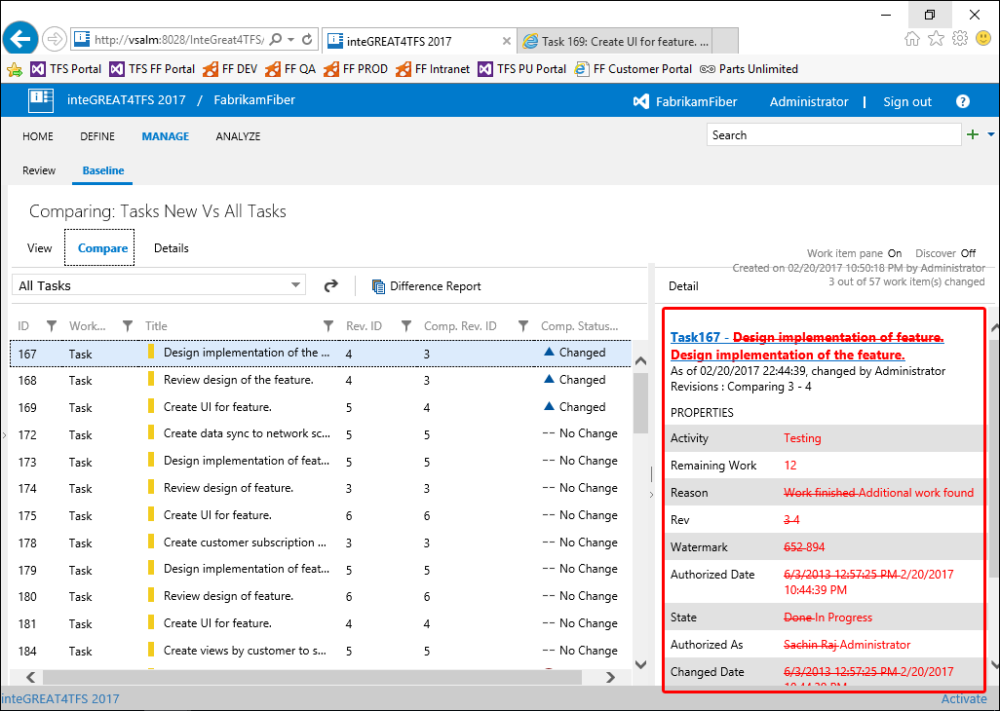 http://vsalm:8028/InteGreat4TFS/
inteGREAT4TFS 2017
Task 169: Create UI for feature. ...
TFS Portal
TFS FF Portal
FF DEV
FF QA
FF PROD
FF Intranet
TFS PU Portal
FF Customer Portal
Parts Unlimited
inteGREAT4TFS 2017 / FabrikamFiber
FabrikamFiber
Administrator | Sign out ?
HOME DEFINE MANAGE ANALYZE
Search
Review Baseline
Comparing: Tasks New Vs All Tasks
View Compare Details
Work item pane On Discover Off
Created on 02/20/2017 10:50:18 PM by Administrator
3 out of 57 work item(s) changed
All Tasks
Difference Report
Detail
ID Work... Title Rev. ID Comp. Rev. ID Comp. Status...
167 Task Design implementation of the ... 4 3 Changed
168 Task Review design of the feature. 4 3 Changed
169 Task Create UI for feature. 5 4 Changed
172 Task Create data sync to network sc... 5 5 -- No Change
173 Task Design implementation of feat... 5 5 -- No Change
174 Task Review design of feature. 3 3 -- No Change
175 Task Create UI for feature. 6 6 -- No Change
178 Task Create customer subscription ... 3 3 -- No Change
179 Task Design implementation of feat... 5 5 -- No Change
180 Task Review design of feature. 6 6 -- No Change
181 Task Create UI for feature. 4 4 -- No Change
184 Task Create views by customer to s... 5 5 -- No Change
Task167 - Design implementation of feature.
Design implementation of the feature.
As of 02/20/2017 22:44:39, changed by Administrator
Revisions : Comparing 3 - 4
PROPERTIES
Activity Testing
Remaining Work 12
Reason Work finished Additional work found
Rev 3 4
Watermark 652 894
Authorized Date 6/3/2013 12:57:25 PM 2/20/2017
10:44:39 PM
State Done In Progress
Authorized As Sachin Raj Administrator
Changed Date 6/3/2013 12:57:25 PM 2/20/2017
10:44:39 PM
inteGREAT4TFS 2017
Activate